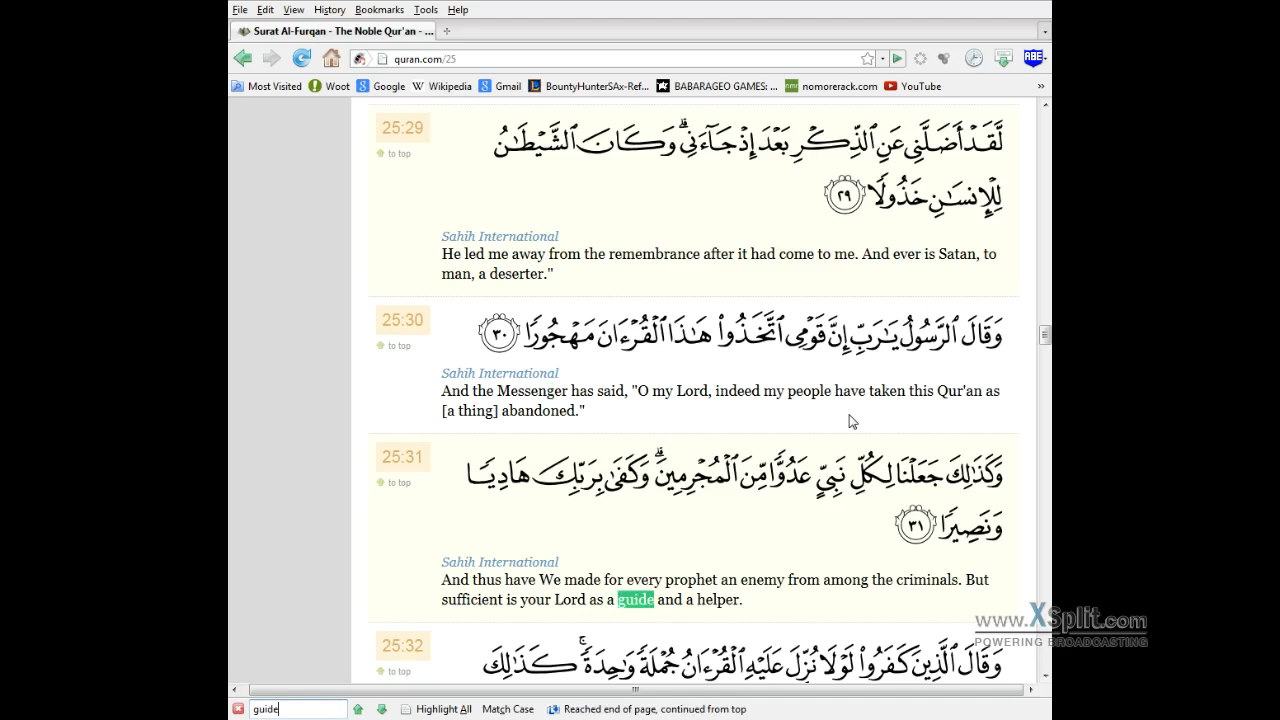 File Edit View History Bookmarks Tools Help
Surat Al-Furqan - The Noble Qur'an - ...
quran.com/25
ABE
Most Visited Woot Google Wikipedia Gmail BountyHunterSAx-Ref... BABARAGEO GAMES: ... nomorerack.com YouTube »
25:29
to top
لَّقَدْ أَضَلَّنِى عَنِ ٱلذِّكْرِ بَعْدَ إِذْ جَآءَنِى ۗ وَكَانَ ٱلشَّيْطَـٰنُ
لِلْإِنسَـٰنِ خَذُولًا ٢٩
Sahih International
He led me away from the remembrance after it had come to me. And ever is Satan, to
man, a deserter."
25:30
to top
وَقَالَ ٱلرَّسُولُ يَـٰرَبِّ إِنَّ قَوْمِى ٱتَّخَذُوا۟ هَـٰذَا ٱلْقُرْءَانَ مَهْجُورًا ٣٠
Sahih International
And the Messenger has said, "O my Lord, indeed my people have taken this Qur'an as
[a thing] abandoned."
25:31
to top
وَكَذَٰلِكَ جَعَلْنَا لِكُلِّ نَبِىٍّ عَدُوًّا مِّنَ ٱلْمُجْرِمِينَ ۗ وَكَفَىٰ بِرَبِّكَ هَادِيًا
وَنَصِيرًا ٣١
Sahih International
And thus have We made for every prophet an enemy from among the criminals. But
sufficient is your Lord as a guide and a helper.
www.XSplit.com
POWERING BROADCASTING
25:32
to top
وَقَالَ ٱلَّذِينَ كَفَرُوا۟ لَوْلَا نُزِّلَ عَلَيْهِ ٱلْقُرْءَانُ جُمْلَةً وَٰحِدَةً ۚ كَذَٰلِكَ
guide Highlight All Match Case Reached end of page, continued from top